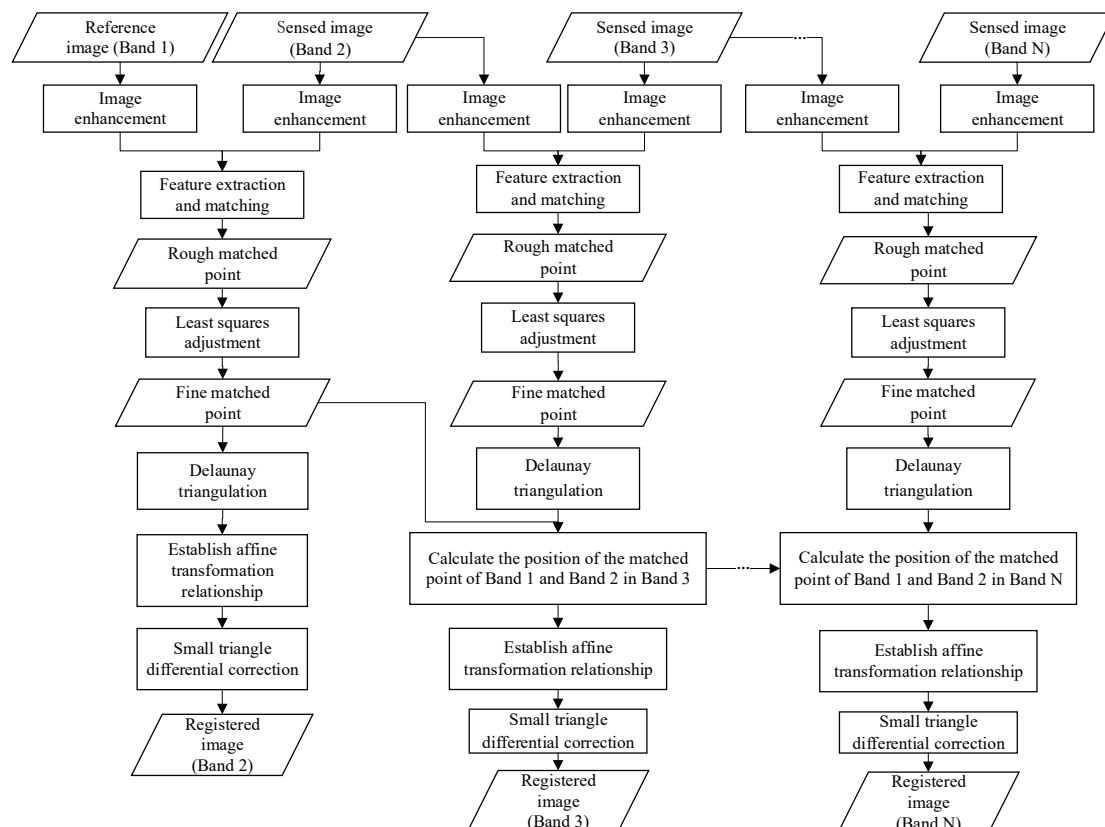 Reference
image (Band 1)
Sensed image
(Band 2)
Sensed image
(Band 3)
...
Sensed image
(Band N)
Image
enhancement
Image
enhancement
Image
enhancement
Image
enhancement
Image
enhancement
Image
enhancement
Feature extraction
and matching
Feature extraction
and matching
Feature extraction
and matching
Rough matched
point
Rough matched
point
Rough matched
point
Least squares
adjustment
Least squares
adjustment
Least squares
adjustment
Fine matched
point
Fine matched
point
Fine matched
point
Delaunay
triangulation
Delaunay
triangulation
Delaunay
triangulation
Establish affine
transformation
relationship
Calculate the position of the matched
point of Band 1 and Band 2 in Band 3
...
Calculate the position of the matched
point of Band 1 and Band 2 in Band N
Small triangle
differential correction
Establish affine
transformation relationship
Establish affine
transformation relationship
Registered
image
(Band 2)
Small triangle
differential correction
Small triangle
differential correction
Registered
image
(Band 3)
Registered
image
(Band N)